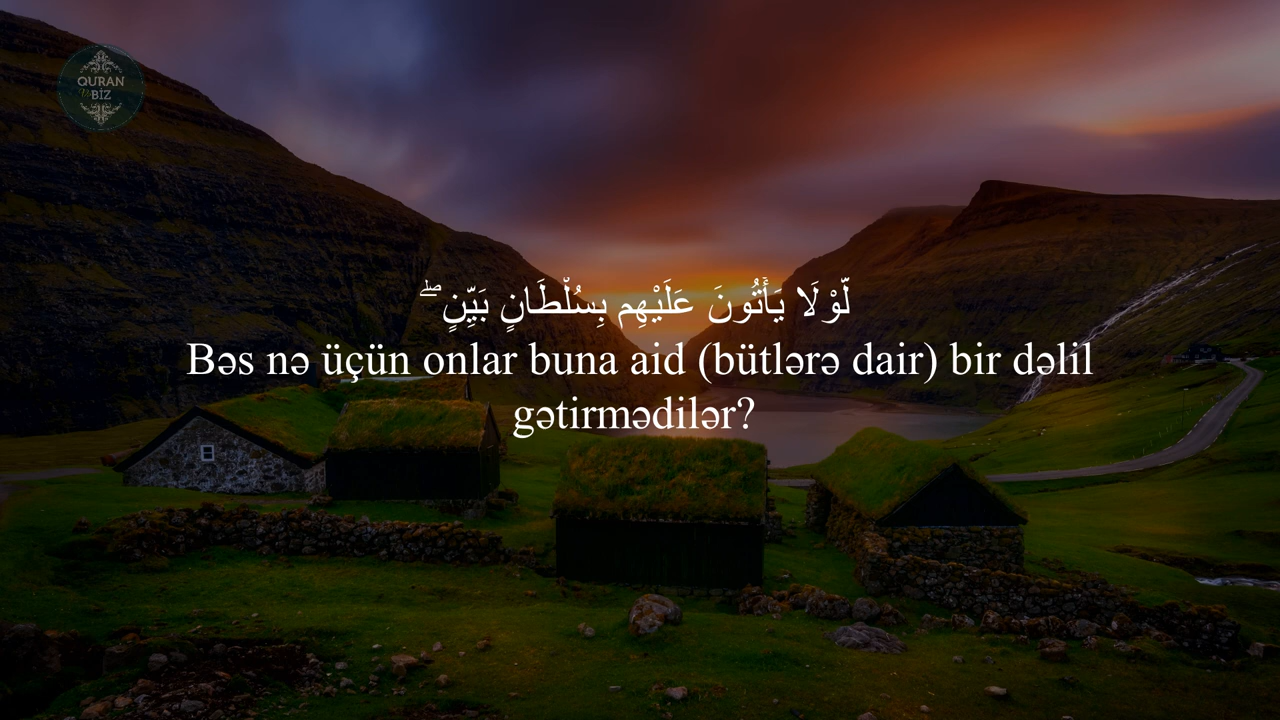 QURAN
BİZ
لَّوْلَا يَأْتُونَ عَلَيْهِم بِسُلْطَانٍ بَيِّنٍ ۖ
Bəs nə üçün onlar buna aid (bütlərə dair) bir dəlil
gətirmədilər?